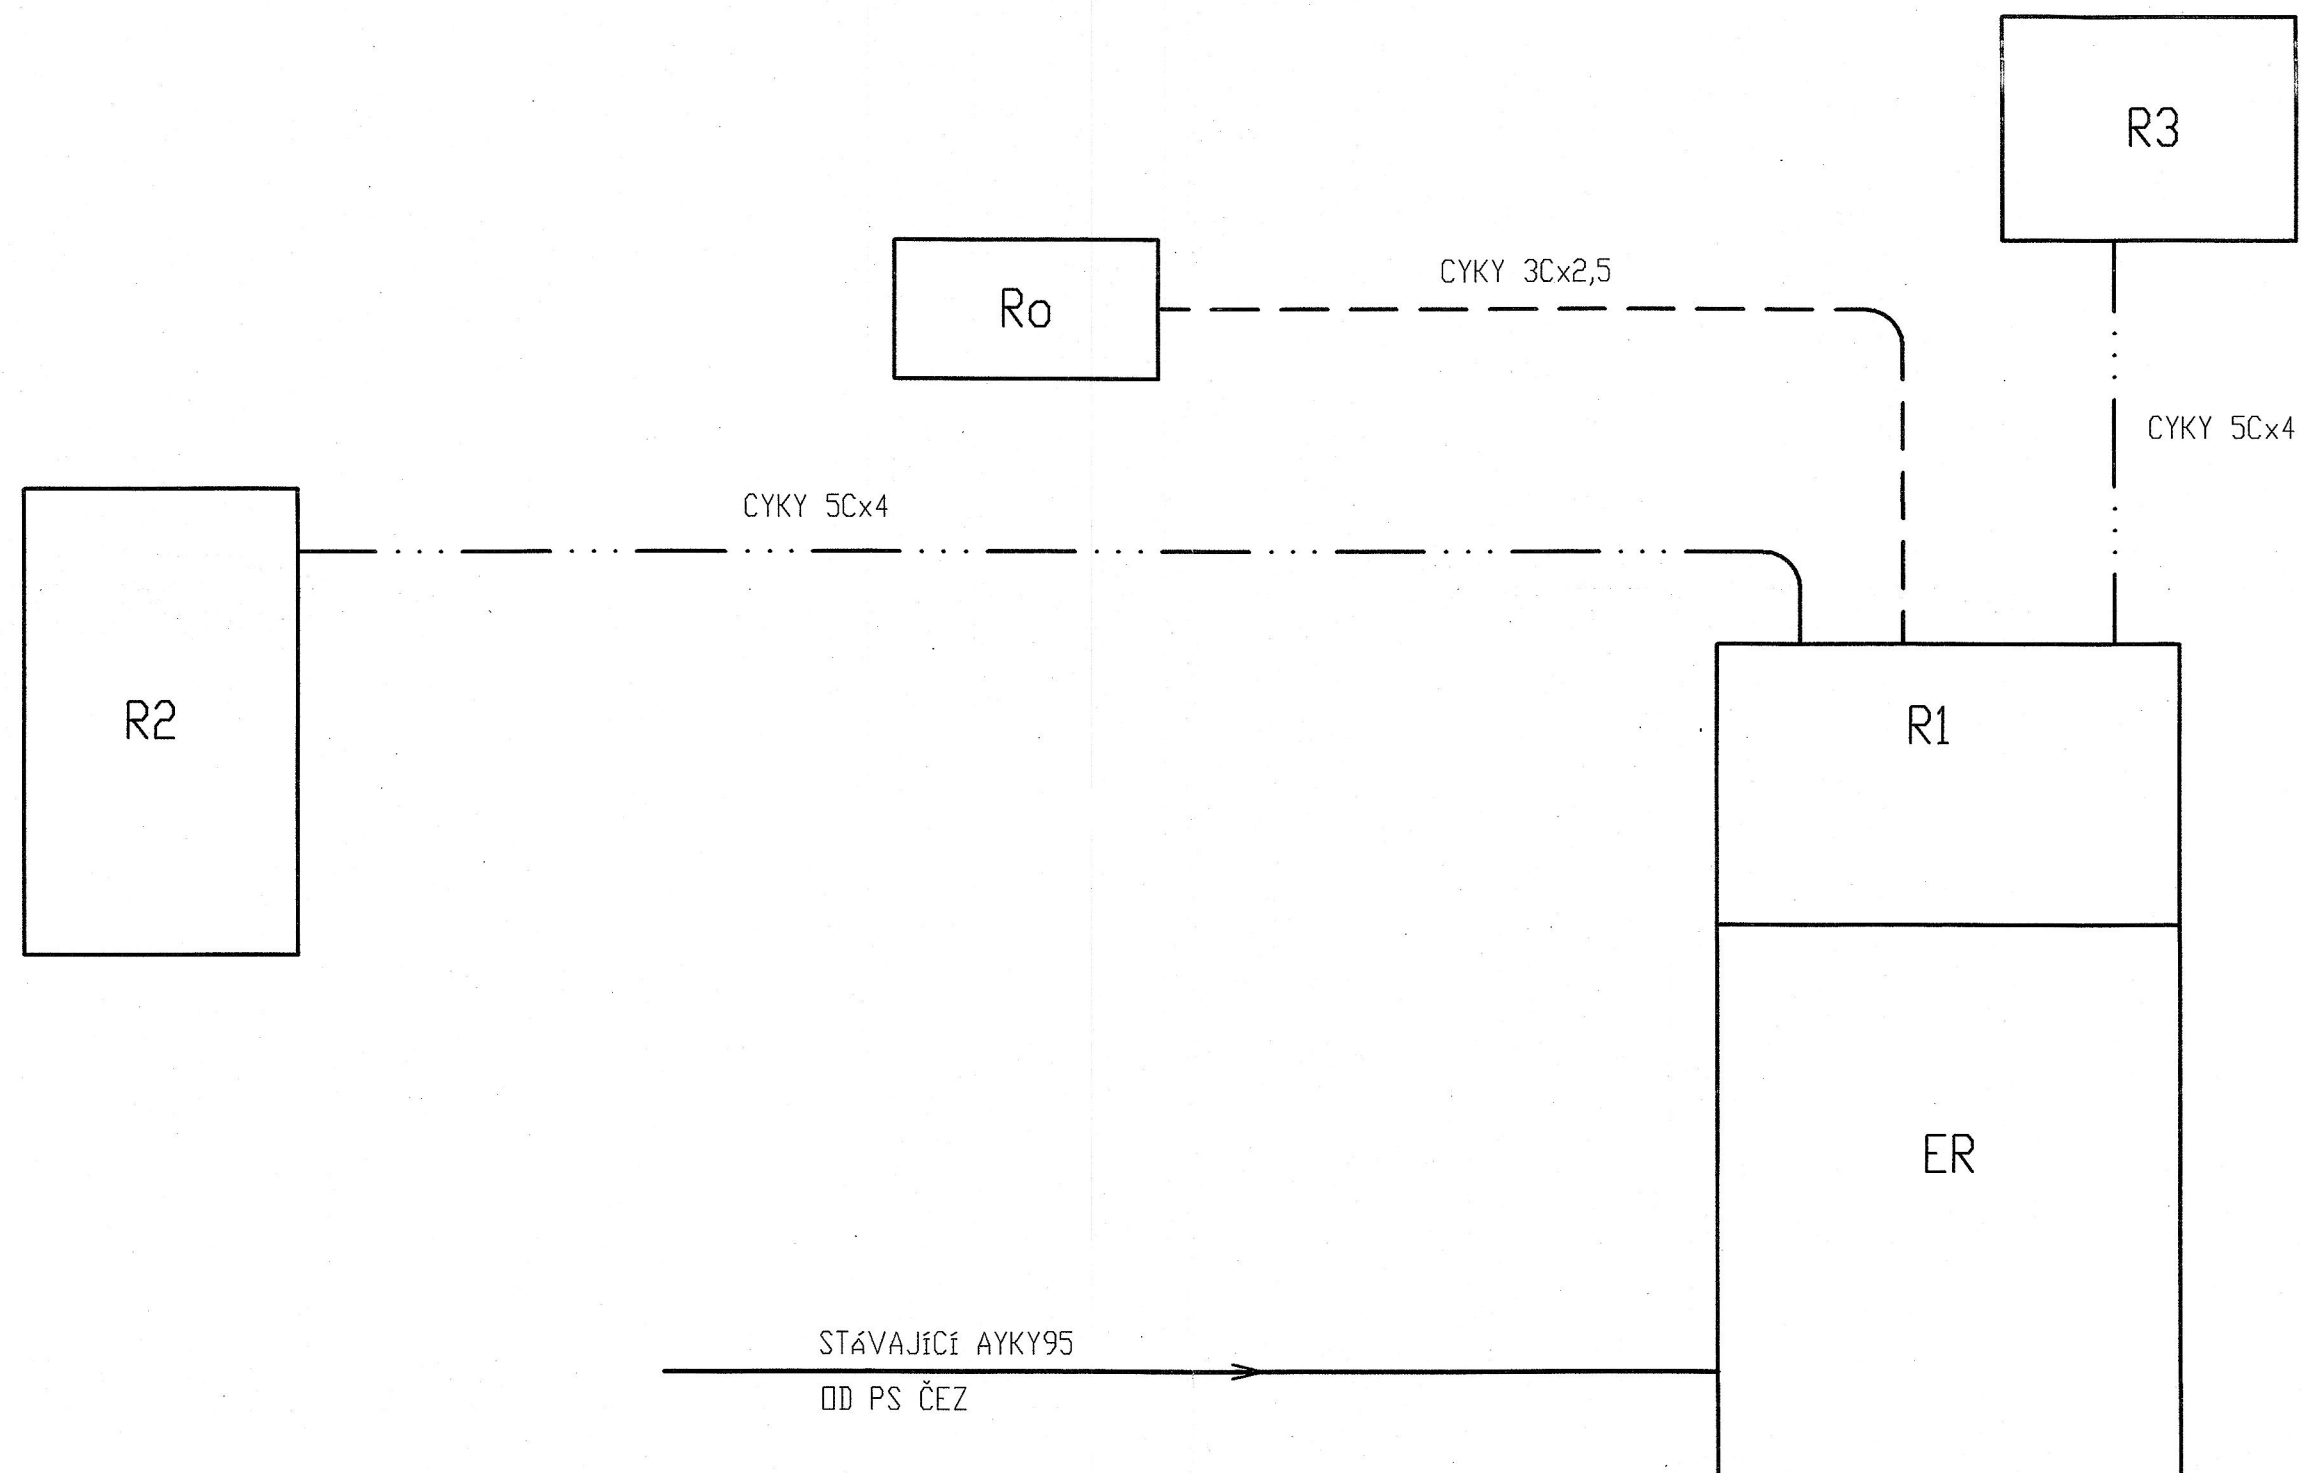 R3
CYKY 3Cx2,5
Ro
CYKY 5Cx4
CYKY 5Cx4
R2
R1
ER
STáVAJíCí AYKY95
OD PS ČEZ